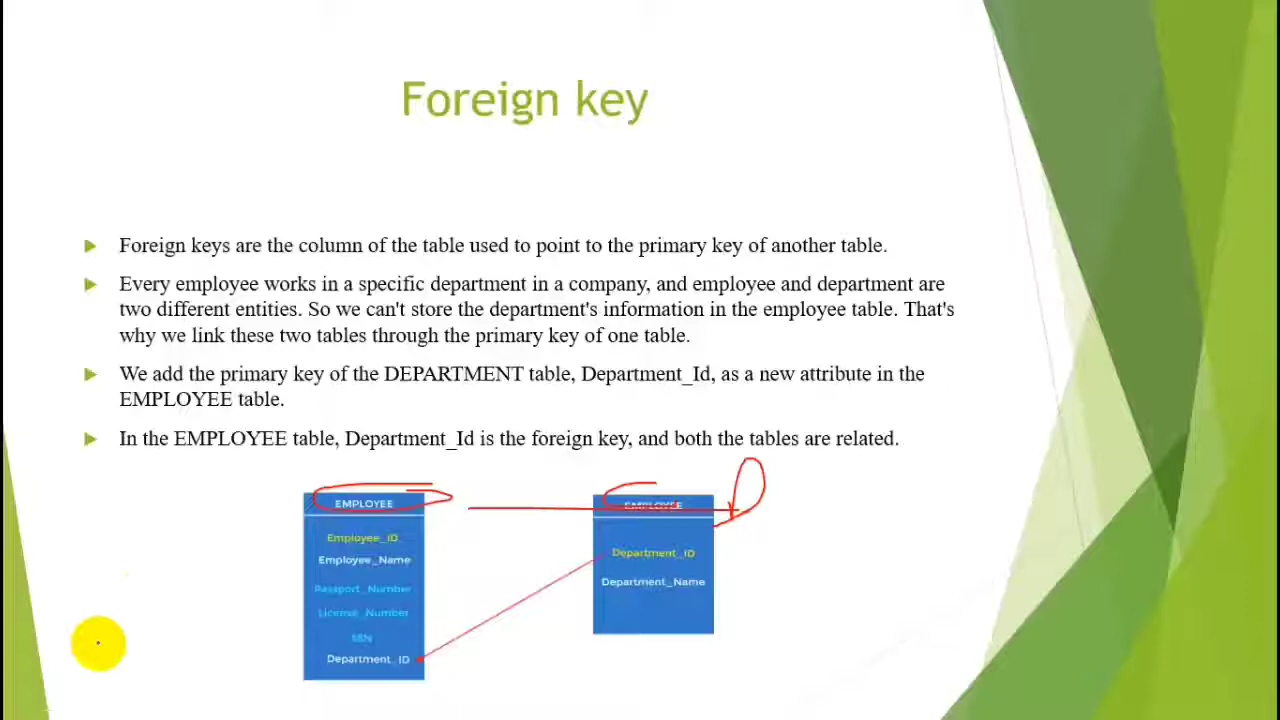 Foreign key
Foreign keys are the column of the table used to point to the primary key of another table.
Every employee works in a specific department in a company, and employee and department are
two different entities. So we can't store the department's information in the employee table. That's
why we link these two tables through the primary key of one table.
We add the primary key of the DEPARTMENT table, Department_Id, as a new attribute in the
EMPLOYEE table.
In the EMPLOYEE table, Department_Id is the foreign key, and both the tables are related.
EMPLOYEE
Employee_ID
Employee_Name
Passport_Number
License_Number
SSN
Department_ID
EMPLOYEE
Department_ID
Department_Name